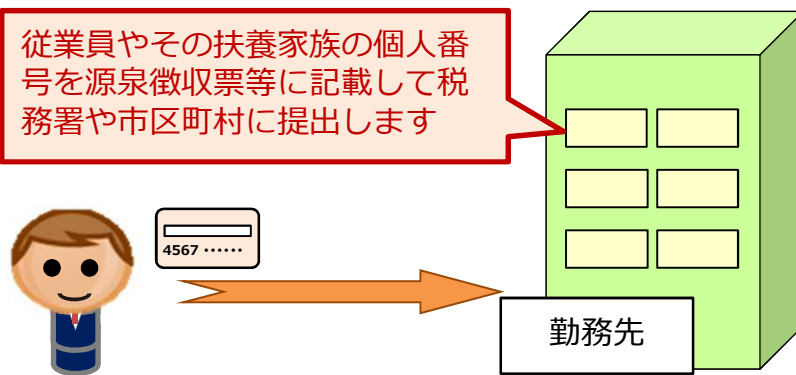 従業員やその扶養家族の個人番
号を源泉徴収票等に記載して税
務署や市区町村に提出します
4567 ・・・・・・
勤務先